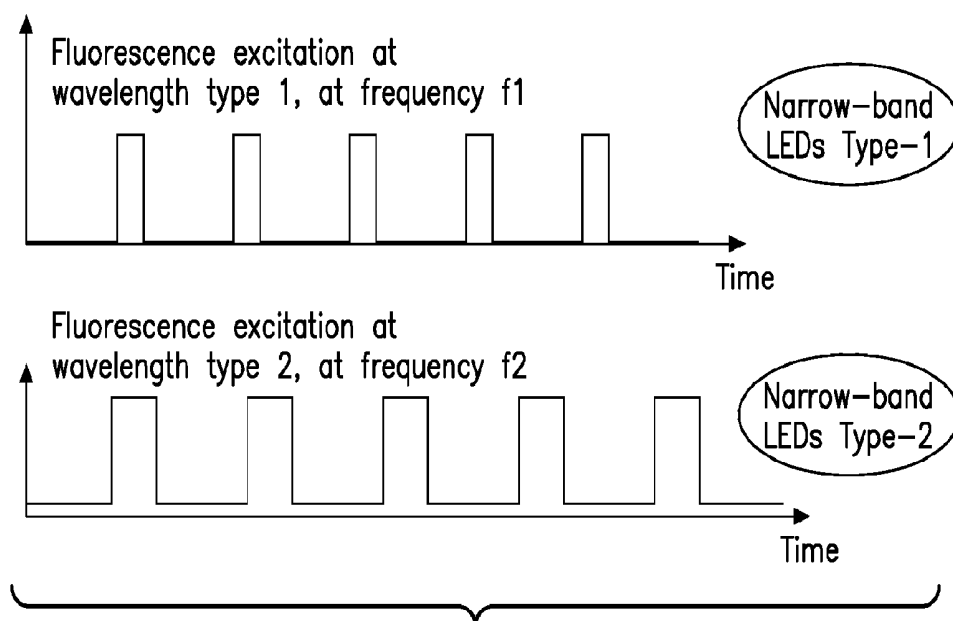 Fluorescence excitation at
wavelength type 1, at frequency f1
Narrow-band
LEDs Type-1
Time
Fluorescence excitation at
wavelength type 2, at frequency f2
Narrow-band
LEDs Type-2
Time